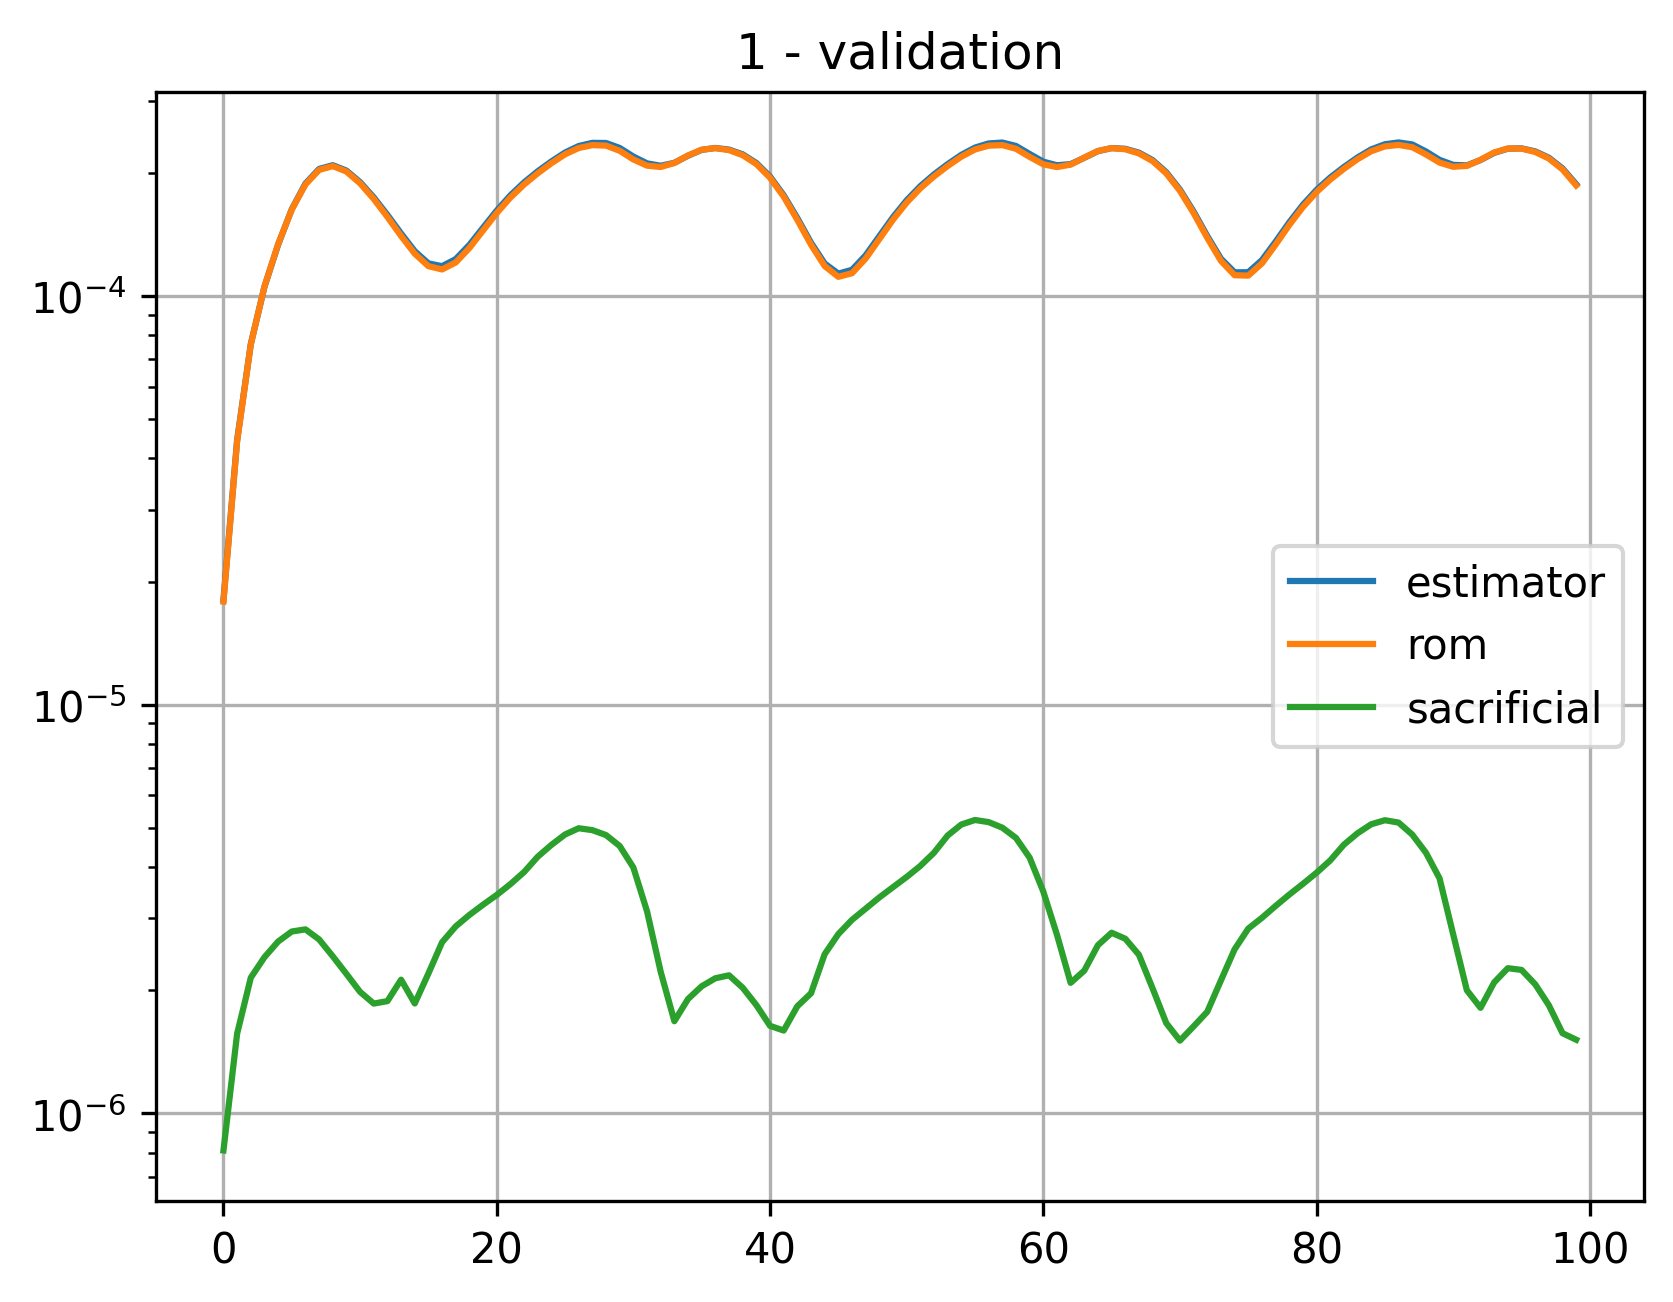 1 - validation
10⁻⁴
10⁻⁵
10⁻⁶
estimator
rom
sacrificial
0 20 40 60 80 100